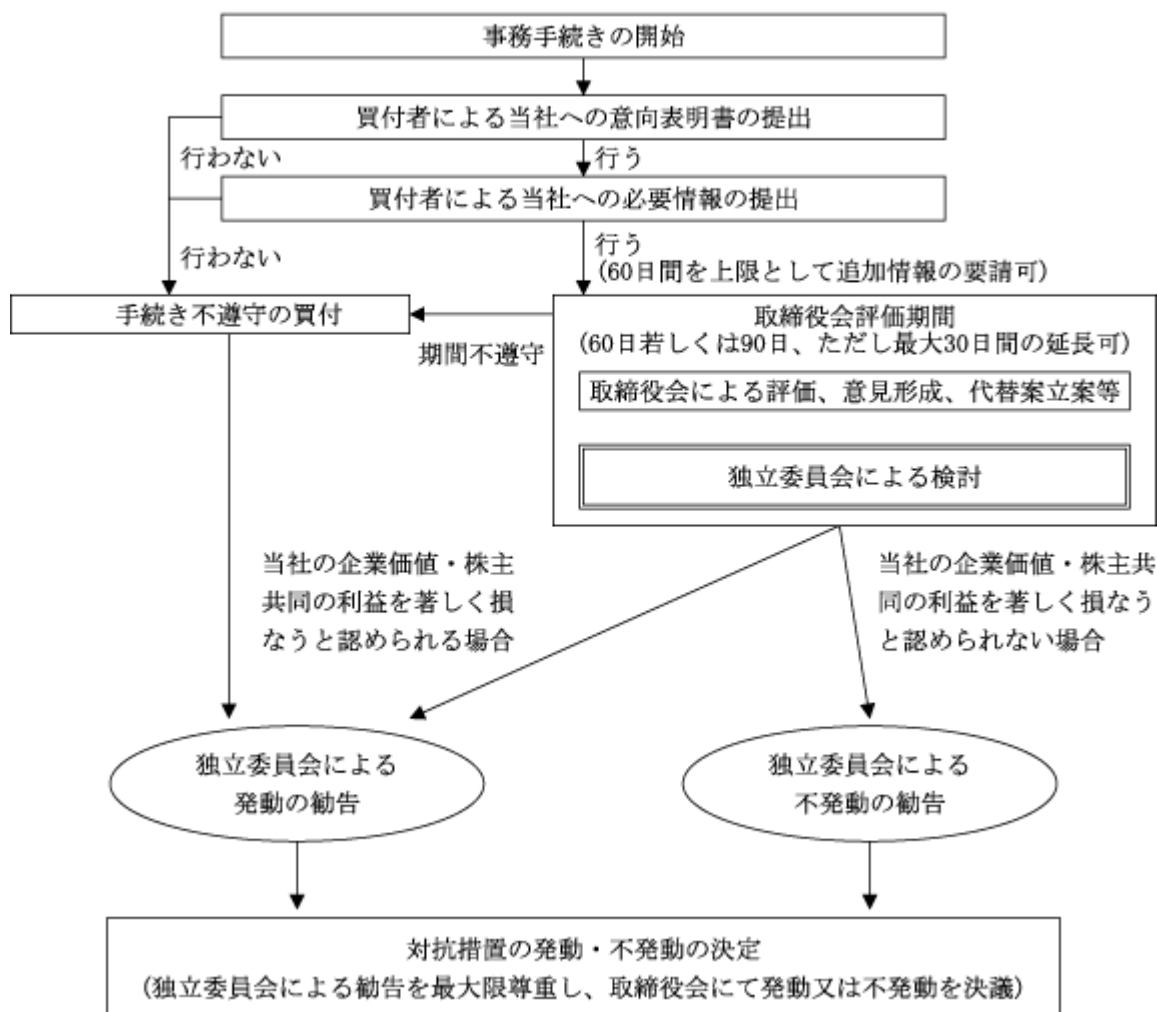 事務手続きの開始
買付者による当社への意向表明書の提出
行わない
行う
買付者による当社への必要情報の提出
行わない
行う
(60日間を上限として追加情報の要請可)
手続き不遵守の買付
期間不遵守
取締役会評価期間
(60日若しくは90日、ただし最大30日間の延長可)
取締役会による評価、意見形成、代替案立案等
独立委員会による検討
当社の企業価値・株主
共同の利益を著しく損
なうと認められる場合
当社の企業価値・株主共
同の利益を著しく損なう
と認められない場合
独立委員会による
発動の勧告
独立委員会による
不発動の勧告
対抗措置の発動・不発動の決定
(独立委員会による勧告を最大限尊重し、取締役会にて発動又は不発動を決議)